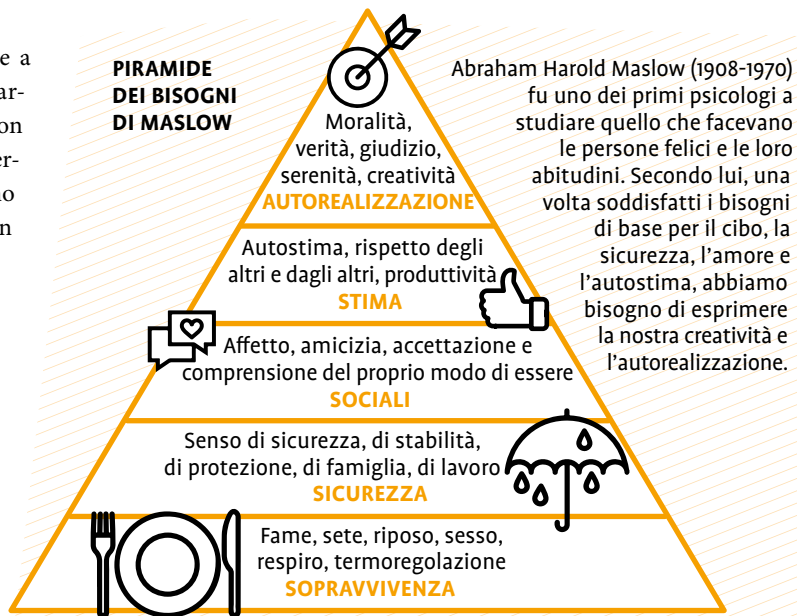 e a
ar-
on
er-
no
n
PIRAMIDE
DEI BISOGNI
DI MASLOW
Moralità,
verità, giudizio,
serenità, creatività
AUTOREALIZZAZIONE
Autostima, rispetto degli
altri e dagli altri, produttività
STIMA
Affetto, amicizia, accettazione e
comprensione del proprio modo di essere
SOCIALI
Senso di sicurezza, di stabilità,
di protezione, di famiglia, di lavoro
SICUREZZA
Fame, sete, riposo, sesso,
respiro, termoregolazione
SOPRAVVIVENZA
Abraham Harold Maslow (1908-1970)
fu uno dei primi psicologi a
studiare quello che facevano
le persone felici e le loro
abitudini. Secondo lui, una
volta soddisfatti i bisogni
di base per il cibo, la
sicurezza, l’amore e
l’autostima, abbiamo
bisogno di esprimere
la nostra creatività e
l’autorealizzazione.